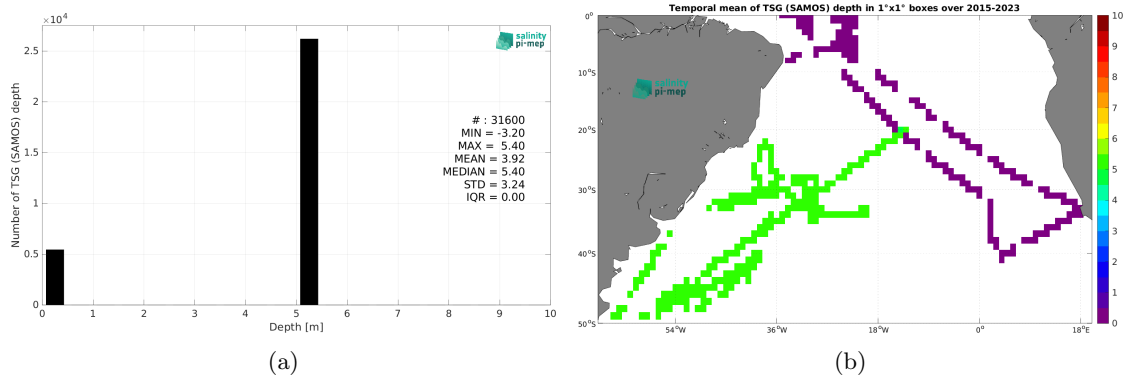 ×10⁴
2.5
2
1.5
1
0.5
0
Number of TSG (SAMOS) depth
0 1 2 3 4 5 6 7 8 9 10
Depth [m]
salinity
pi-mep
# : 31600
MIN = -3.20
MAX = 5.40
MEAN = 3.92
MEDIAN = 5.40
STD = 3.24
IQR = 0.00
(a)
Temporal mean of TSG (SAMOS) depth in 1°x1° boxes over 2015-2023
salinity
pi-mep
0°
10°S
20°S
30°S
40°S
50°S
54°W 36°W 18°W 0° 18°E
10
9
8
7
6
5
4
3
2
1
0
(b)